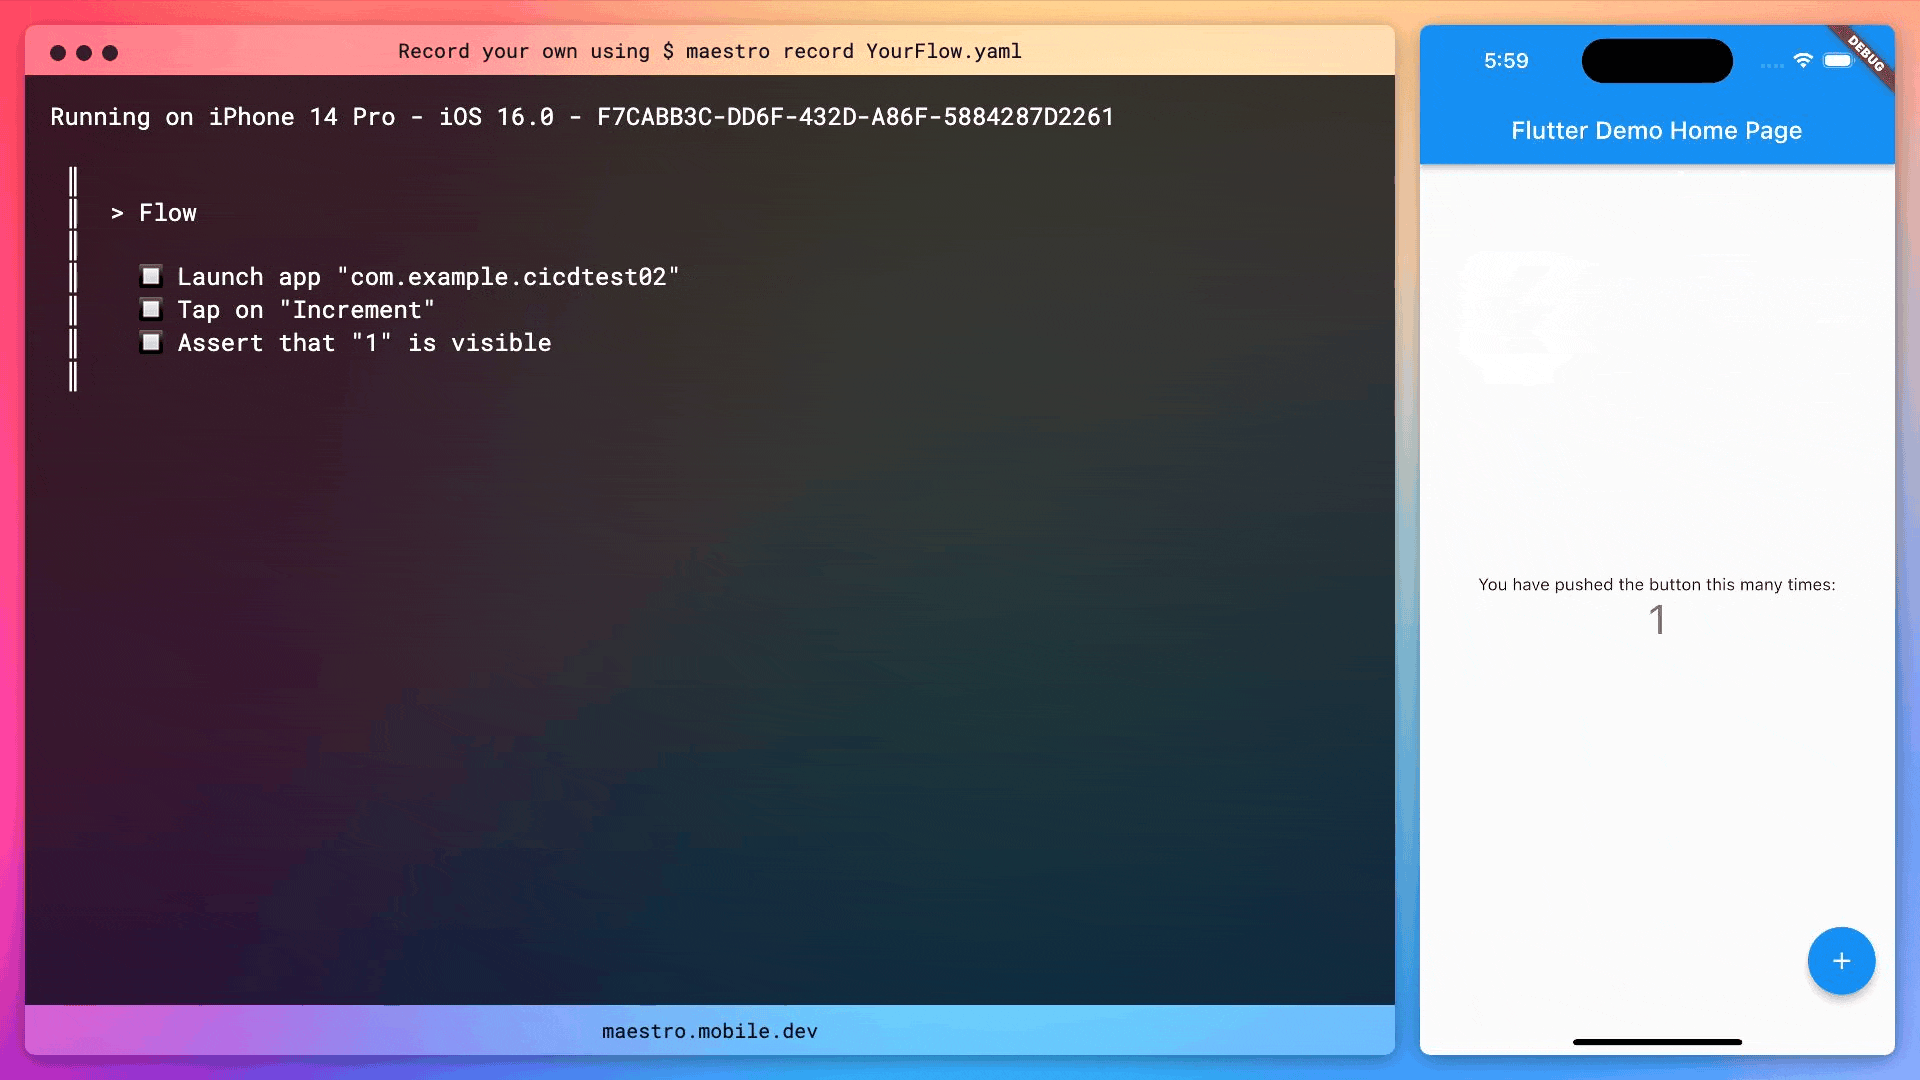 Record your own using $ maestro record YourFlow.yaml
Running on iPhone 14 Pro - iOS 16.0 - F7CABB3C-DD6F-432D-A86F-5884287D2261
> Flow
Launch app "com.example.cicdtest02"
Tap on "Increment"
Assert that "1" is visible
maestro.mobile.dev
5:59
DEBUG
Flutter Demo Home Page
You have pushed the button this many times:
1
+